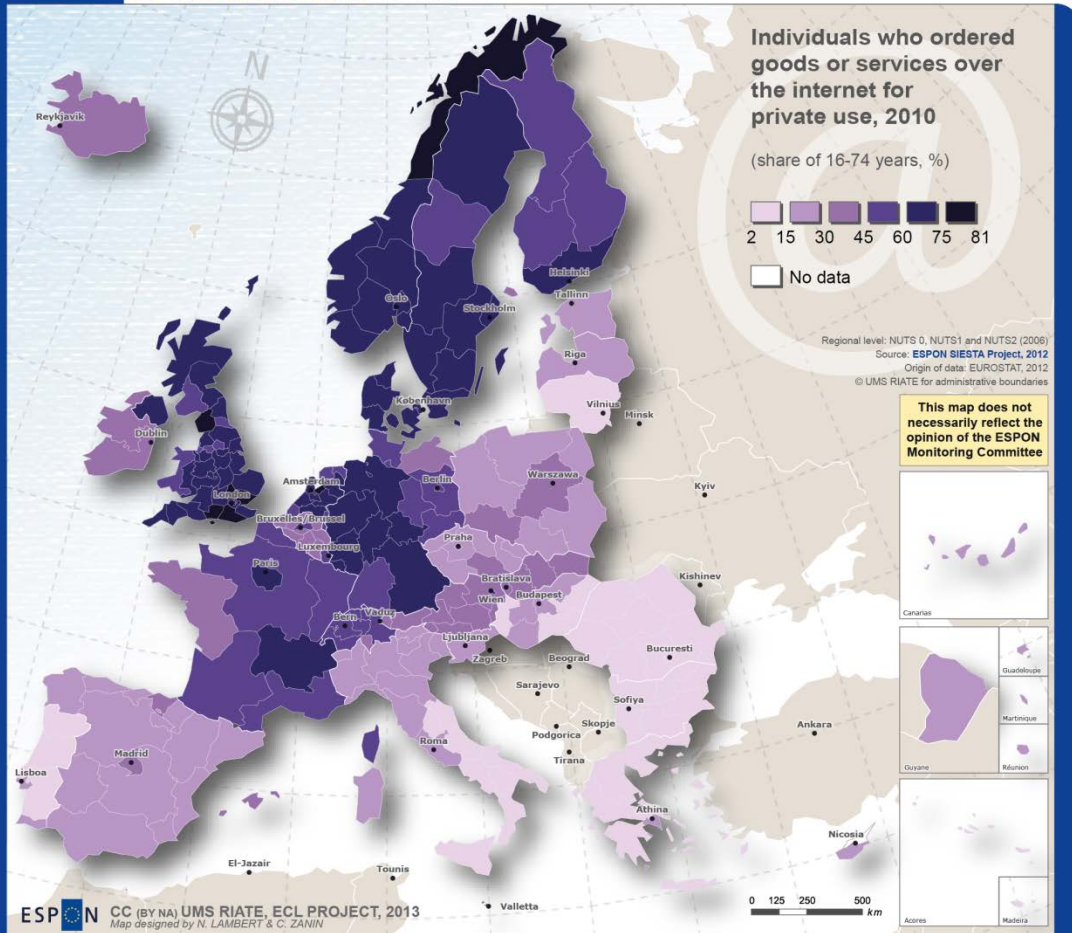 Individuals who ordered
goods or services over
the internet for
private use, 2010
(share of 16-74 years, %)
2 15 30 45 60 75 81
No data
Regional level: NUTS 0, NUTS1 and NUTS2 (2006)
Source: ESPON SIESTA Project, 2012
Origin of data: EUROSTAT, 2012
© UMS RIATE for administrative boundaries
This map does not
necessarily reflect the
opinion of the ESPON
Monitoring Committee
@
N
Reykjavik
Oslo
Helsinki
Stockholm
Tallinn
Riga
København
Vilnius
Minsk
Dublin
London
Amsterdam
Berlin
Warszawa
Kyiv
Bruxelles/Brussel
Luxembourg
Praha
Paris
Bratislava
Wien
Budapest
Kishinev
Bern
Vaduz
Ljubljana
Zagreb
Beograd
Bucuresti
Sarajevo
Sofiya
Podgorica
Skopje
Tirana
Roma
Madrid
Lisboa
Ankara
Athina
Nicosia
El-Jazair
Tounis
Valletta
Canarias
Guadeloupe
Martinique
Réunion
Guyane
Acores
Madeira
0 125 250 500
km
ESPON CC (BY NA) UMS RIATE, ECL PROJECT, 2013
Map designed by N. LAMBERT & C. ZANIN